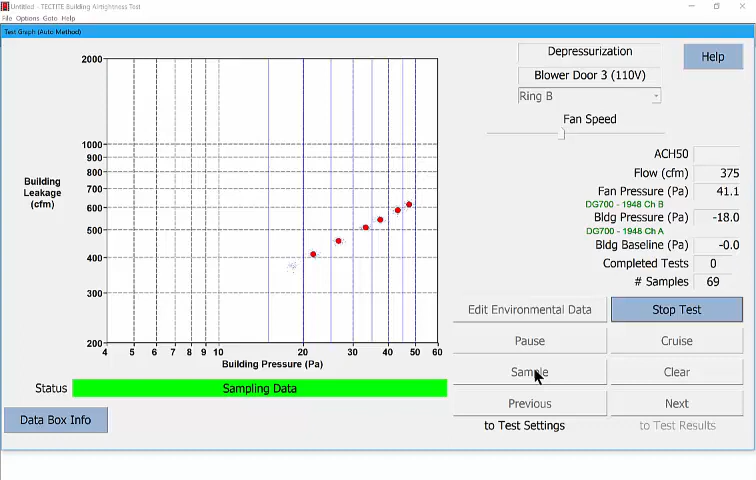 Untitled - TECTITE Building Airtightness Test
File Options Goto Help
Test Graph (Auto Method)
2000
1000
900
800
700
600
500
400
300
200
Building
Leakage
(cfm)
4 5 6 7 8 9 10 20 30 40 50 60
Building Pressure (Pa)
Status Sampling Data
Data Box Info
Depressurization
Help
Blower Door 3 (110V)
Ring B
Fan Speed
ACH50
Flow (cfm) 375
Fan Pressure (Pa) 41.1
DG700 - 1948 Ch B
Bldg Pressure (Pa) -18.0
DG700 - 1948 Ch A
Bldg Baseline (Pa) -0.0
Completed Tests 0
# Samples 69
Edit Environmental Data Stop Test
Pause Cruise
Sample Clear
Previous Next
to Test Settings to Test Results